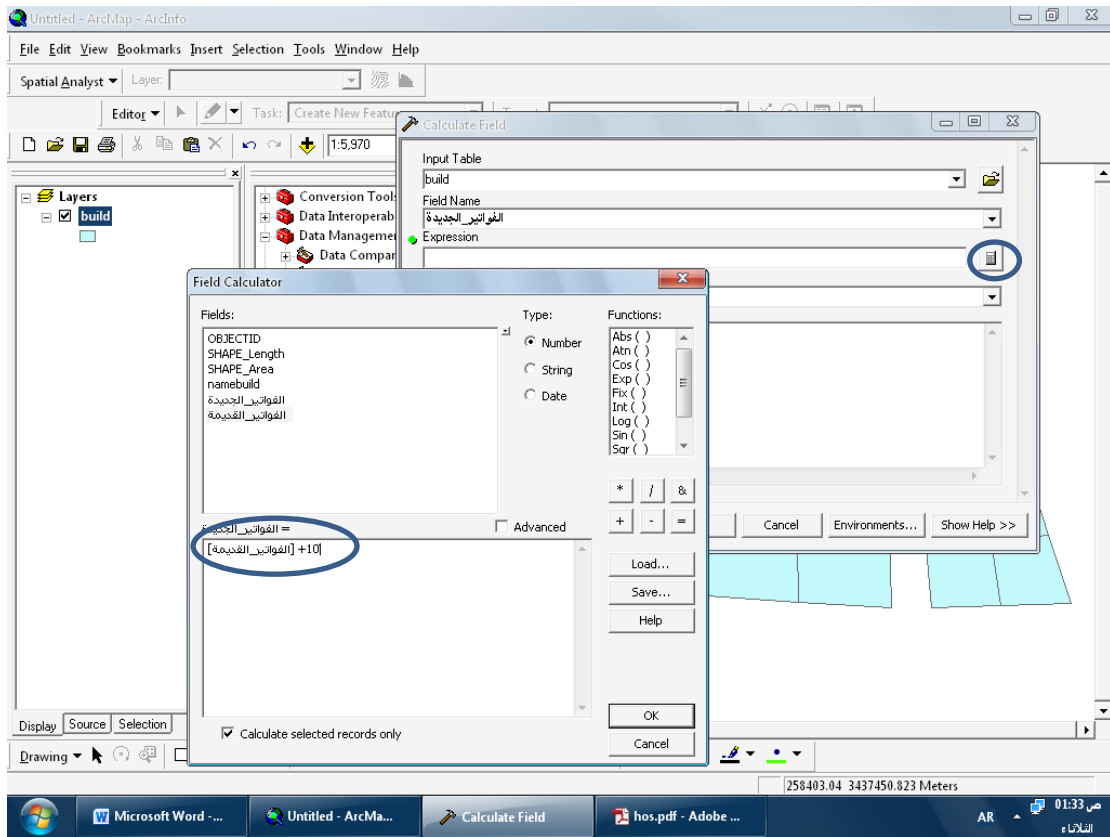 Untitled - ArcMap - ArcInfo
File Edit View Bookmarks Insert Selection Tools Window Help
Spatial Analyst Layer:
Editor Task: Create New Featu
1:5,970
Calculate Field
Input Table
build
Field Name
الفواتير_الجديدة
Expression
Layers
build
Conversion Tool
Data Interoperab
Data Manageme
Data Compar
Field Calculator
Fields:
OBJECTID
SHAPE_Length
SHAPE_Area
namebuild
الفواتير_الجديدة
الفواتير_القديمة
Type:
Number
String
Date
Functions:
Abs ( )
Atn ( )
Cos ( )
Exp ( )
Fix ( )
Int ( )
Log ( )
Sin ( )
Sqr ( )
* / &
+ - =
الفواتير_الجديدة =
Advanced
[الفواتير_القديمة] +10
Load...
Save...
Help
OK
Cancel
Calculate selected records only
Cancel Environments... Show Help >>
Display Source Selection
Drawing
258403.04 3437450.823 Meters
Microsoft Word -... Untitled - ArcMa... Calculate Field hos.pdf - Adobe ... AR 01:33 ص
الثلاثاء